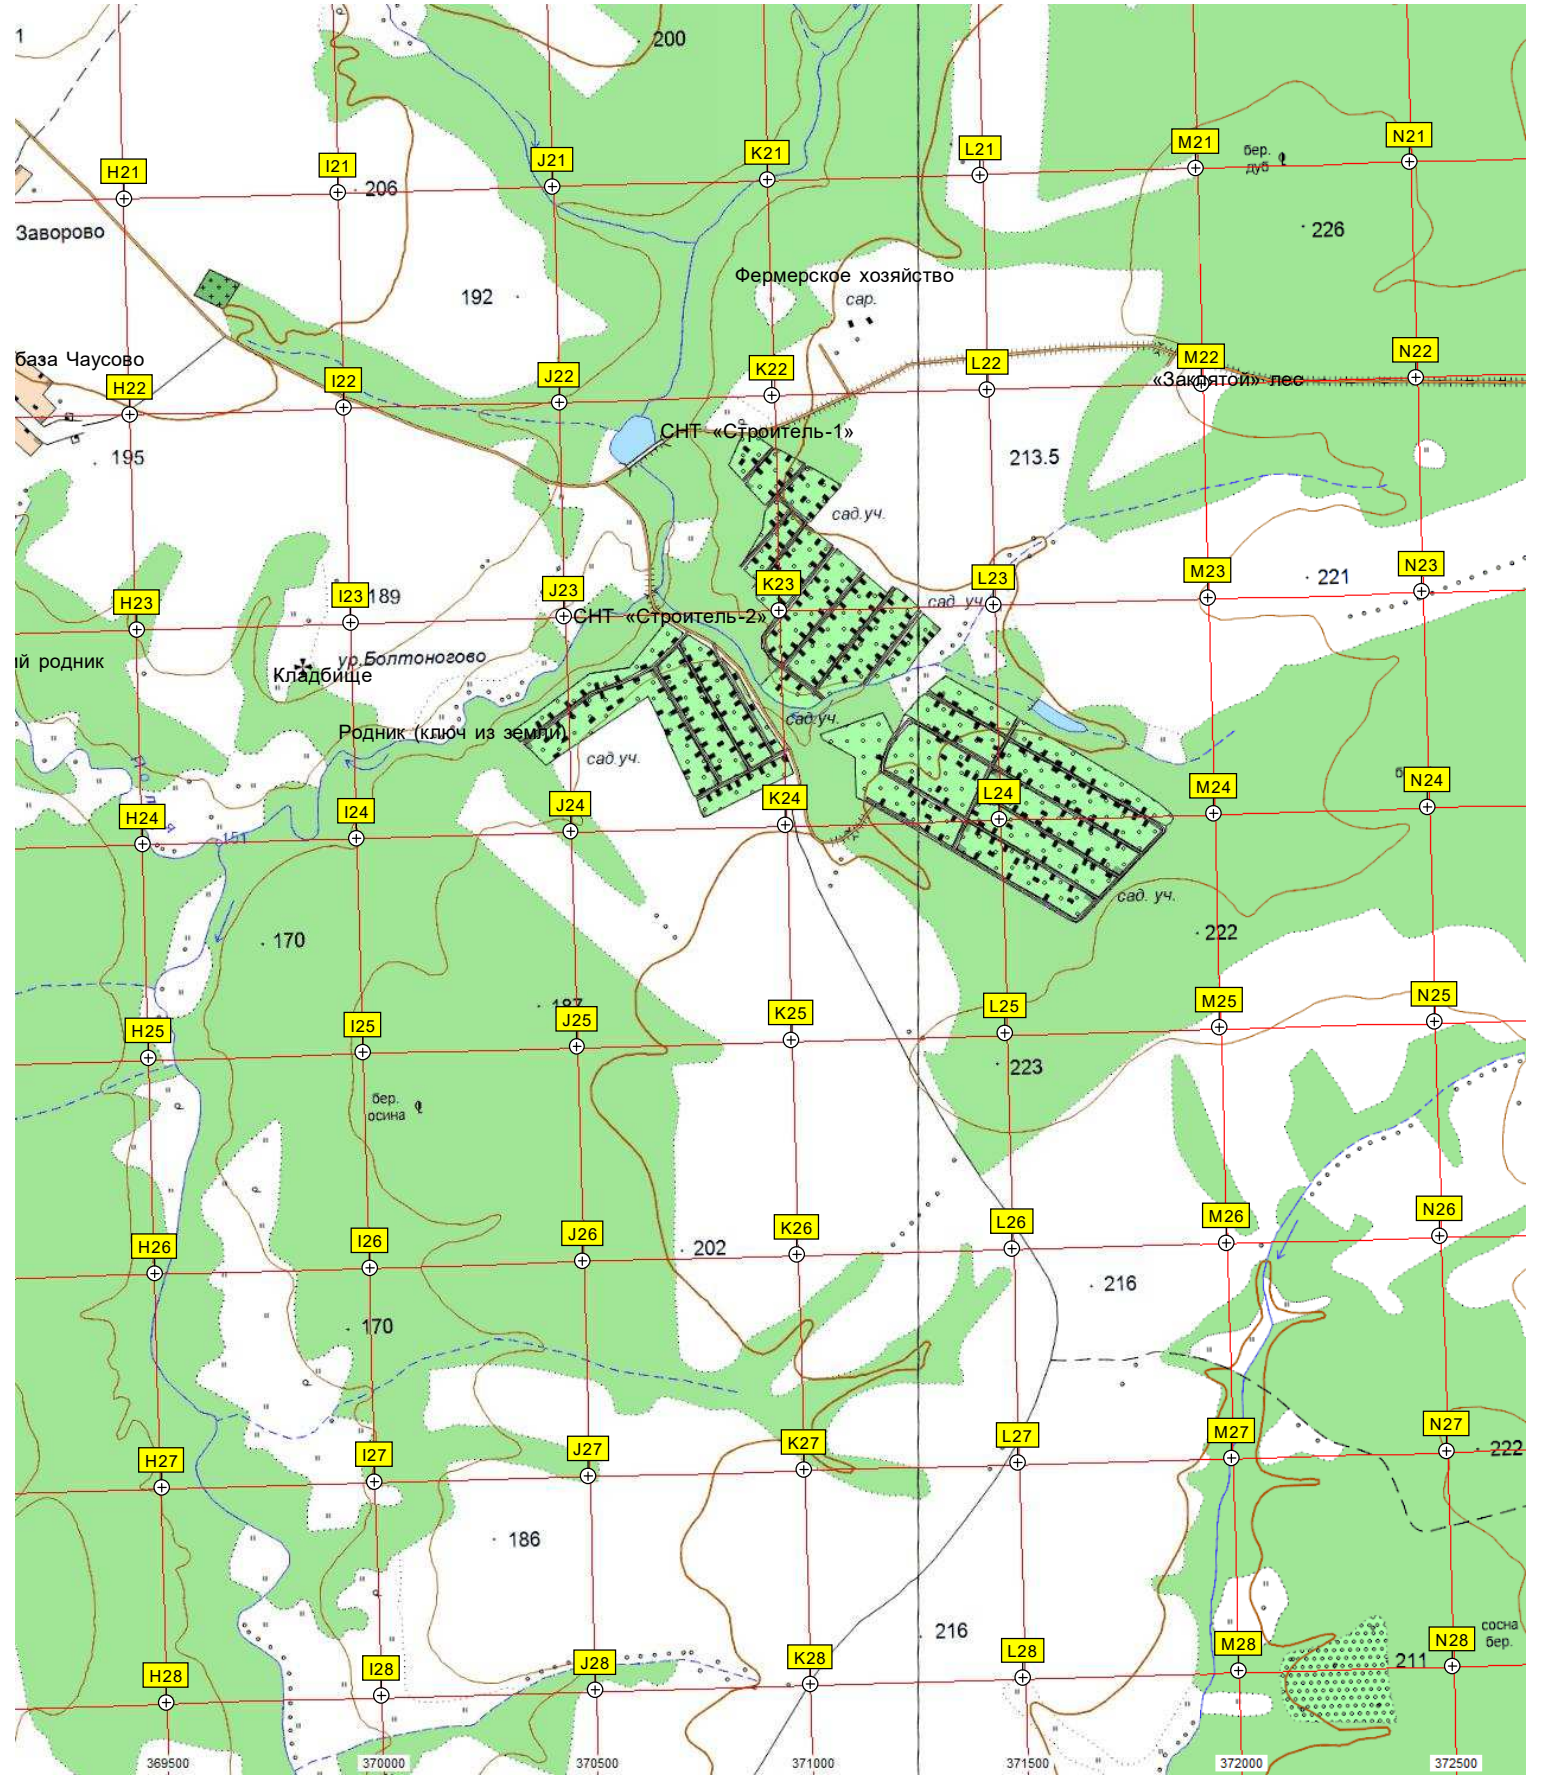 1
200
H21
I21
J21
K21
L21
M21
N21
бер.
дуб
206
Заворово
226
Фермерское хозяйство
192
сар.
база Чаусово
H22
I22
J22
K22
L22
M22
N22
«Заклятой» лес
СНТ «Строитель-1»
195
213.5
сад.уч.
H23
I23
189
J23
K23
L23
M23
221
N23
сад. уч.
СНТ «Строитель-2»
ий родник
ур.Болтоногово
Кладбище
Родник (ключ из земли)
сад.уч.
сад.уч.
H24
151
I24
J24
K24
L24
M24
N24
сад. уч.
170
222
187
H25
I25
J25
K25
L25
M25
N25
223
бер.
осина
H26
I26
J26
202
K26
L26
M26
N26
216
170
H27
I27
J27
K27
L27
M27
N27
222
186
216
сосна
бер.
211
H28
I28
J28
K28
L28
M28
N28
369500
370000
370500
371000
371500
372000
372500